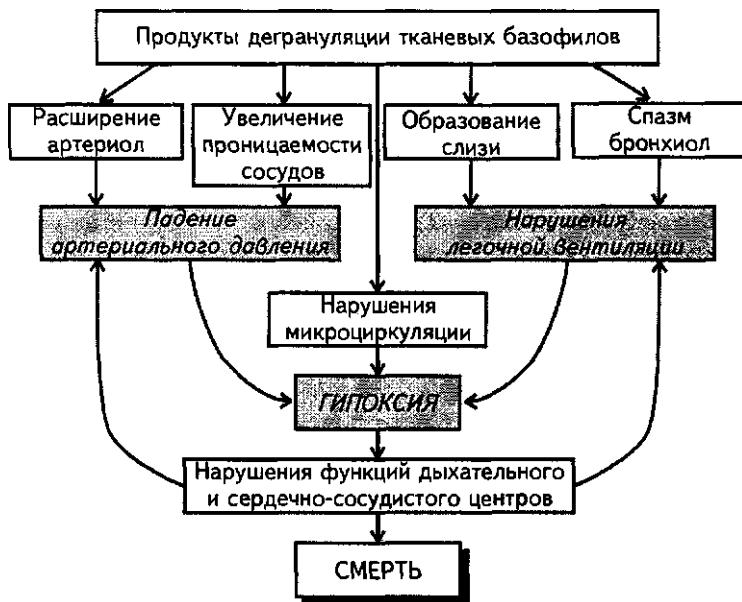 Продукты дегрануляции тканевых базофилов
Расширение
артериол
Увеличение
проницаемости
сосудов
Образование
слизи
Спазм
бронхиол
Падение
артериального давления
Нарушения
легочной вентиляции
Нарушения
микроциркуляции
ГИПОКСИЯ
Нарушения функций дыхательного
и сердечно-сосудистого центров
СМЕРТЬ